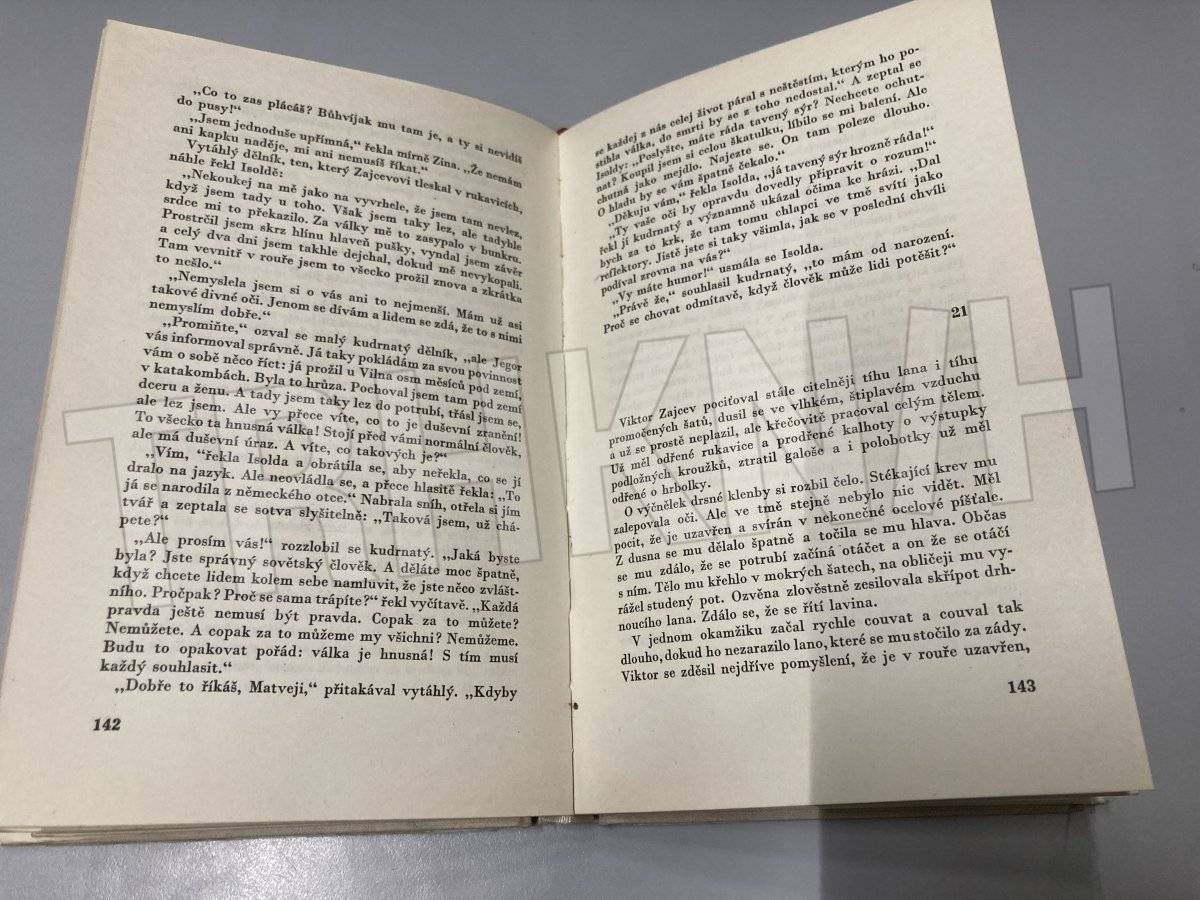 „Co to zas plácáš? Bůhvíjak mu tam je, a ty si nevidíš
do pusy!“
„Jsem jednoduše upřímná,“ řekla mírně Zina. „Že nemám
ani kapku naděje, mi ani nemusíš říkat.“
Vytáhlý dělník, ten, který Zajcevovi tleskal v rukavicích,
náhle řekl Isoldě:
„Nekoukej na mě jako na vyvrhele, že jsem tam nevlez,
když jsem tady u toho. Však jsem taky lez, ale tadyhle
srdce mi to překazilo. Za války mě to zasypalo v bunkru.
Prostrčil jsem skrz hlínu hlaveň pušky, vyndal jsem závěr
a celý dva dni jsem takhle dejchal, dokud mě nevykopali.
Tam vevnitř v rouře jsem to všecko prožil znova a zkrátka
to nešlo.“
„Nemyslela jsem si o vás ani to nejmenší. Mám už asi
takové divné oči. Jenom se dívám a lidem se zdá, že to s nimi
nemyslím dobře.“
„Promiňte,“ ozval se malý kudrnatý dělník, „ale Jegor
vás informoval správně. Já taky pokládám za svou povinnost
vám o sobě něco říct: já prožil u Vilna osm měsíců pod zemí,
v katakombách. Byla to hrůza. Pochoval jsem tam pod zemí
dceru a ženu. A tady jsem taky lez do potrubí, třásl jsem se,
ale lez jsem. Ale vy přece víte, co to je duševní zranění!
To všecko ta hnusná válka! Stojí před vámi normální člověk,
ale má duševní úraz. A víte, co takových je?“
„Vím, “řekla Isolda a obrátila se, aby neřekla, co se jí
dralo na jazyk. Ale neovládla se, a přece hlasitě řekla: „To
já se narodila z německého otce.“ Nabrala sníh, otřela si jím
tvář a zeptala se sotva slyšitelně: „Taková jsem, už chá-
pete?“
„Ale prosím vás!“ rozzlobil se kudrnatý. „Jaká byste
byla? Jste správný sovětský člověk. A děláte moc špatně,
když chcete lidem kolem sebe namluvit, že jste něco zvlášt-
ního. Pročpak? Proč se sama trápíte?“ řekl vyčítavě. „Každá
pravda ještě nemusí být pravda. Copak za to můžete?
Nemůžete. A copak za to můžeme my všichni? Nemůžeme.
Budu to opakovat pořád: válka je hnusná! S tím musí
každý souhlasit.“
„Dobře to říkáš, Matveji,“ přitakával vytáhlý. „Kdyby
142
se každej z nás celej život páral s neštěstím, kterým ho po-
stihla válka, do smrti by se z toho nedostal.“ A zeptal se
Isoldy: „Poslyšte, máte ráda tavený sýr? Nechcete ochut-
nat? Koupil jsem si celou škatulku, líbilo se mi balení. Ale
chutná jako mejdlo. Najezte se. On tam poleze dlouho.
O hladu by se vám špatně čekalo.“
„Děkuju vám,“ řekla Isolda, „já tavený sýr hrozně ráda!“
„Ty vaše oči by opravdu dovedly připravit o rozum!“
řekl jí kudrnatý a významně ukázal očima ke hrázi. „Dal
bych za to krk, že tam tomu chlapci ve tmě svítí jako
reflektory. Jistě jste si taky všimla, jak se v poslední chvíli
podíval zrovna na vás?“
„Vy máte humor!“ usmála se Isolda.
„Právě že,“ souhlasil kudrnatý, „to mám od narození.
Proč se chovat odmítavě, když člověk může lidi potěšit?“
21
Viktor Zajcev pociťoval stále citelněji tíhu lana i tíhu
promočených šatů, dusil se ve vlhkém, štiplavém vzduchu
a už se prostě neplazil, ale křečovitě pracoval celým tělem.
Už měl odřené rukavice a prodřené kalhoty o výstupky
podložných kroužků, ztratil galoše a i polobotky už měl
odřené o hrbolky.
O výčnělek drsné klenby si rozbil čelo. Stékající krev mu
zalepovala oči. Ale ve tmě stejně nebylo nic vidět. Měl
pocit, že je uzavřen a svírán v nekonečné ocelové píšťale.
Z dusna se mu dělalo špatně a točila se mu hlava. Občas
se mu zdálo, že se potrubí začíná otáčet a on že se otáčí
s ním. Tělo mu křehlo v mokrých šatech, na obličeji mu vy-
rážel studený pot. Ozvěna zlověstně zesilovala skřípot drh-
noucího lana. Zdálo se, že se řítí lavina.
V jednom okamžiku začal rychle couvat a couval tak
dlouho, dokud ho nezarazilo lano, které se mu stočilo za zády.
Viktor se zděsil nejdříve pomyšlení, že je v rouře uzavřen,
143